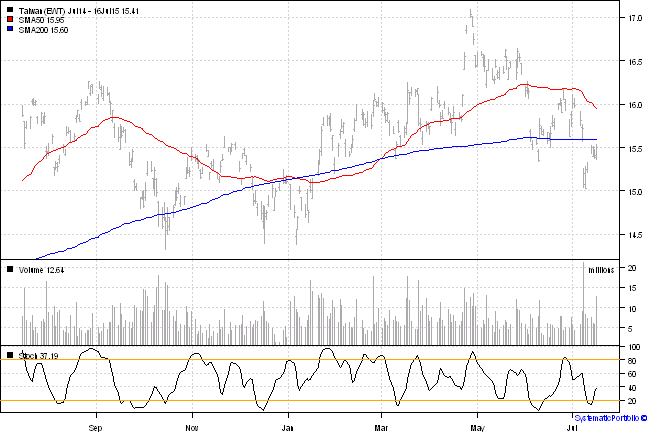 Taiwan (EWT) Jul14 - 16Jul15 15.41
SMA50 15.95
SMA200 15.60
17.0
16.5
16.0
15.5
15.0
14.5
Volume 12.64
millions
20
15
10
5
Stoch 37.19
100
80
60
40
20
Sep Nov Jan Mar May Jul
SystematicPortfolio ©